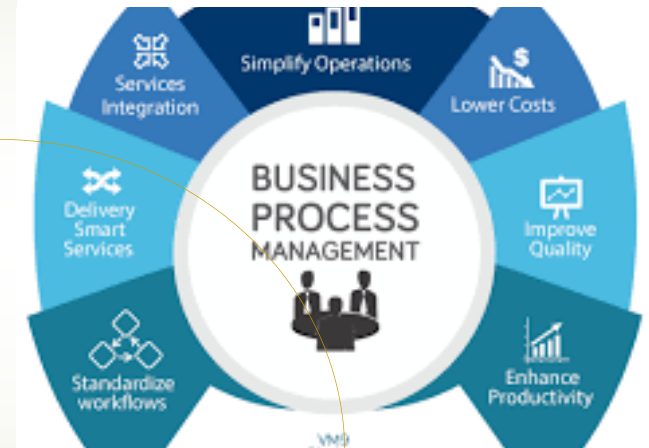 Simplify Operations
Services
Integration
Lower Costs
Delivery
Smart
Services
BUSINESS
PROCESS
MANAGEMENT
Improve
Quality
Standardize
workflows
Enhance
Productivity